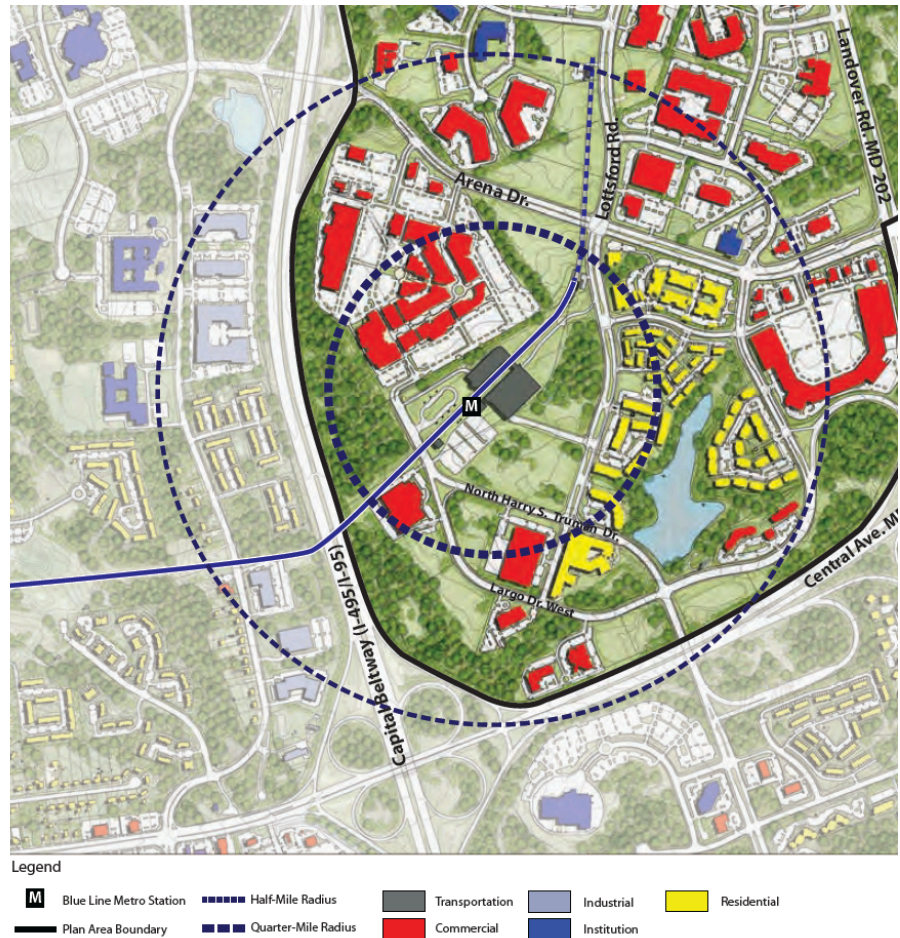 Landover Rd. MD 202
Lottsford Rd.
Arena Dr.
M
North Harry S. Truman Dr.
Central Ave. M
Largo Dr. West
Capital Beltway (I-495/I-95)
Legend
M Blue Line Metro Station
Half-Mile Radius
Transportation
Industrial
Residential
Plan Area Boundary
Quarter-Mile Radius
Commercial
Institution